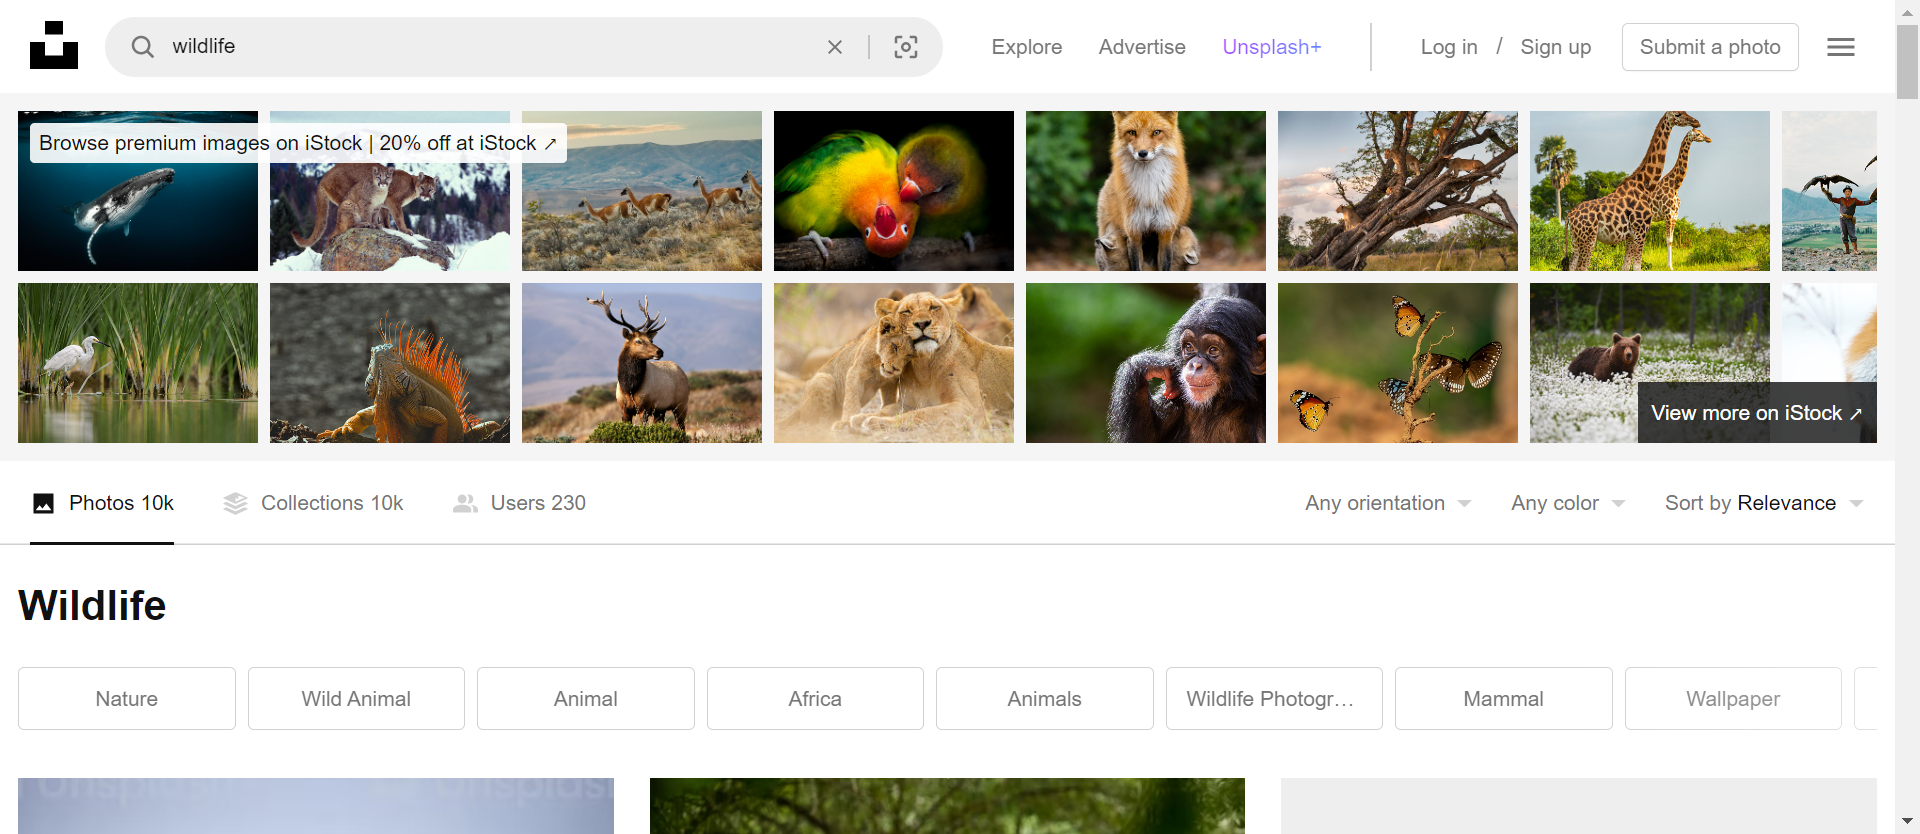 wildlife
Explore
Advertise
Unsplash+
Log in / Sign up
Submit a photo
Browse premium images on iStock | 20% off at iStock ↗
View more on iStock ↗
Photos 10k
Collections 10k
Users 230
Any orientation
Any color
Sort by Relevance
Wildlife
Nature
Wild Animal
Animal
Africa
Animals
Wildlife Photogr…
Mammal
Wallpaper